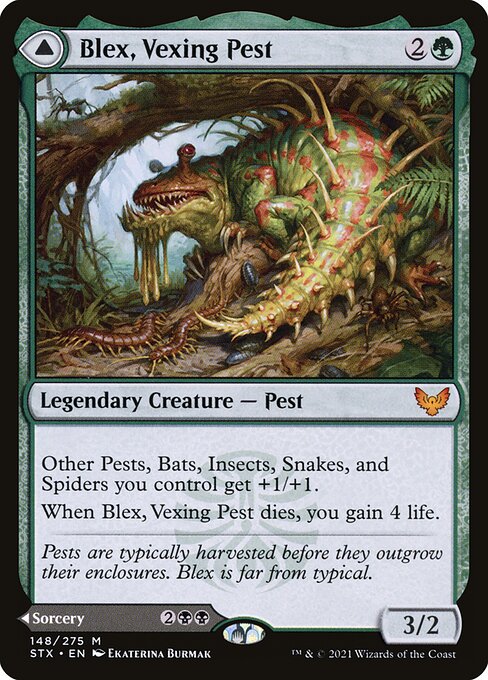 Blex, Vexing Pest 2
Legendary Creature — Pest
Other Pests, Bats, Insects, Snakes, and
Spiders you control get +1/+1.
When Blex, Vexing Pest dies, you gain 4 life.
Pests are typically harvested before they outgrow
their enclosures. Blex is far from typical.
Sorcery 2
3/2
148/275 M
STX • EN Ekaterina Burmak
™ & © 2021 Wizards of the Coast